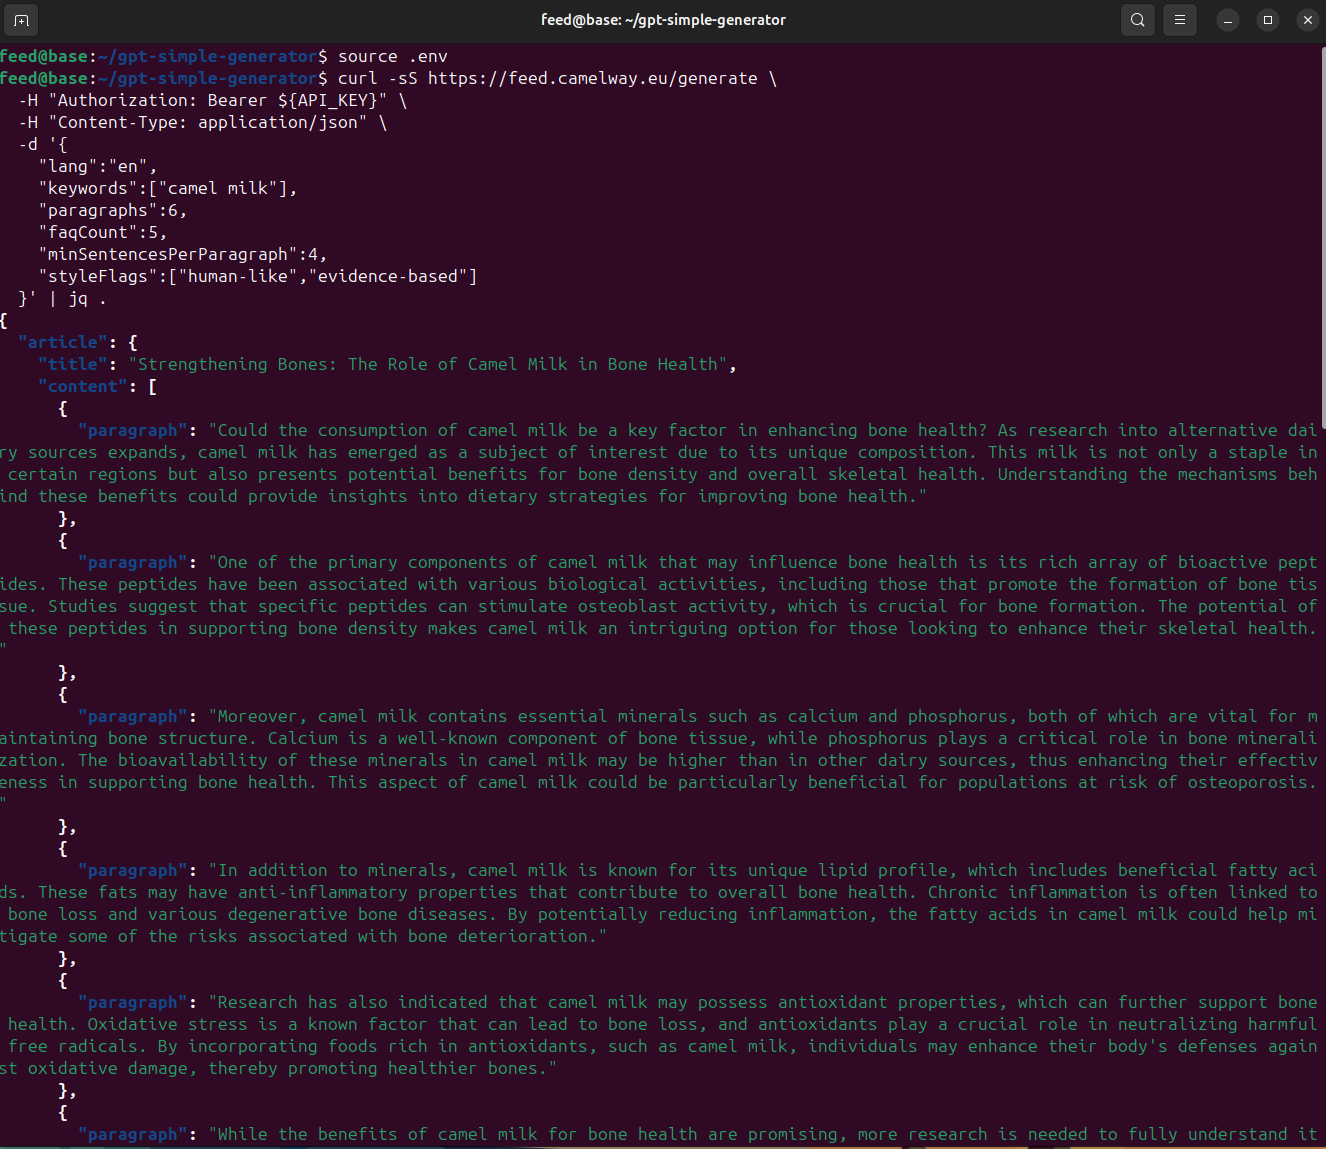 feed@base: ~/gpt-simple-generator
feed@base:~/gpt-simple-generator$ source .env
feed@base:~/gpt-simple-generator$ curl -sS https://feed.camelway.eu/generate \
  -H "Authorization: Bearer ${API_KEY}" \
  -H "Content-Type: application/json" \
  -d '{
    "lang":"en",
    "keywords":["camel milk"],
    "paragraphs":6,
    "faqCount":5,
    "minSentencesPerParagraph":4,
    "styleFlags":["human-like","evidence-based"]
  }' | jq .
{
  "article": {
    "title": "Strengthening Bones: The Role of Camel Milk in Bone Health",
    "content": [
      {
        "paragraph": "Could the consumption of camel milk be a key factor in enhancing bone health? As research into alternative dai
ry sources expands, camel milk has emerged as a subject of interest due to its unique composition. This milk is not only a staple in
 certain regions but also presents potential benefits for bone density and overall skeletal health. Understanding the mechanisms beh
ind these benefits could provide insights into dietary strategies for improving bone health."
      },
      {
        "paragraph": "One of the primary components of camel milk that may influence bone health is its rich array of bioactive pept
ides. These peptides have been associated with various biological activities, including those that promote the formation of bone tis
sue. Studies suggest that specific peptides can stimulate osteoblast activity, which is crucial for bone formation. The potential of
 these peptides in supporting bone density makes camel milk an intriguing option for those looking to enhance their skeletal health.
"
      },
      {
        "paragraph": "Moreover, camel milk contains essential minerals such as calcium and phosphorus, both of which are vital for m
aintaining bone structure. Calcium is a well-known component of bone tissue, while phosphorus plays a critical role in bone minerali
zation. The bioavailability of these minerals in camel milk may be higher than in other dairy sources, thus enhancing their effectiv
eness in supporting bone health. This aspect of camel milk could be particularly beneficial for populations at risk of osteoporosis.
"
      },
      {
        "paragraph": "In addition to minerals, camel milk is known for its unique lipid profile, which includes beneficial fatty aci
ds. These fats may have anti-inflammatory properties that contribute to overall bone health. Chronic inflammation is often linked to
 bone loss and various degenerative bone diseases. By potentially reducing inflammation, the fatty acids in camel milk could help mi
tigate some of the risks associated with bone deterioration."
      },
      {
        "paragraph": "Research has also indicated that camel milk may possess antioxidant properties, which can further support bone
 health. Oxidative stress is a known factor that can lead to bone loss, and antioxidants play a crucial role in neutralizing harmful
 free radicals. By incorporating foods rich in antioxidants, such as camel milk, individuals may enhance their body's defenses again
st oxidative damage, thereby promoting healthier bones."
      },
      {
        "paragraph": "While the benefits of camel milk for bone health are promising, more research is needed to fully understand it